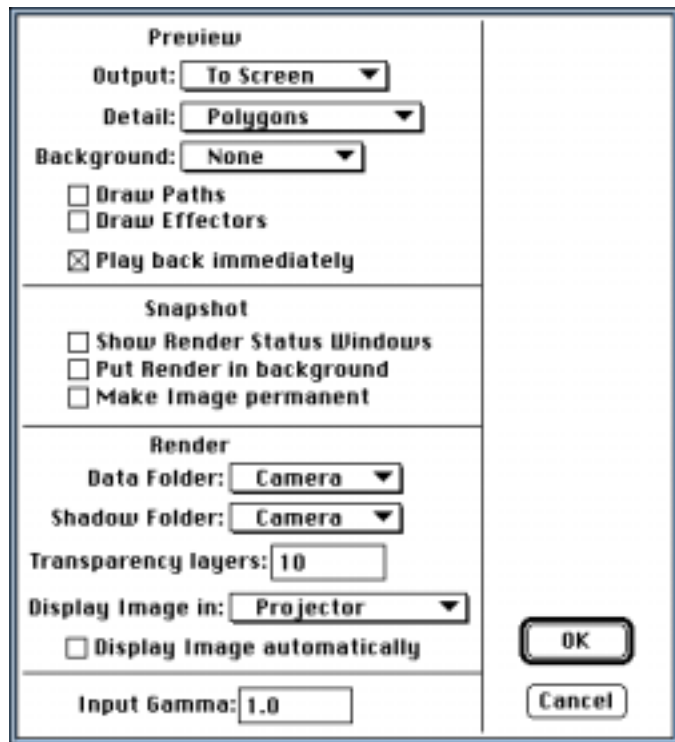 Preview
Output: To Screen
Detail: Polygons
Background: None
Draw Paths
Draw Effectors
Play back immediately
Snapshot
Show Render Status Windows
Put Render in background
Make Image permanent
Render
Data Folder: Camera
Shadow Folder: Camera
Transparency layers: 10
Display Image in: Projector
Display Image automatically
Input Gamma: 1.0
OK
Cancel